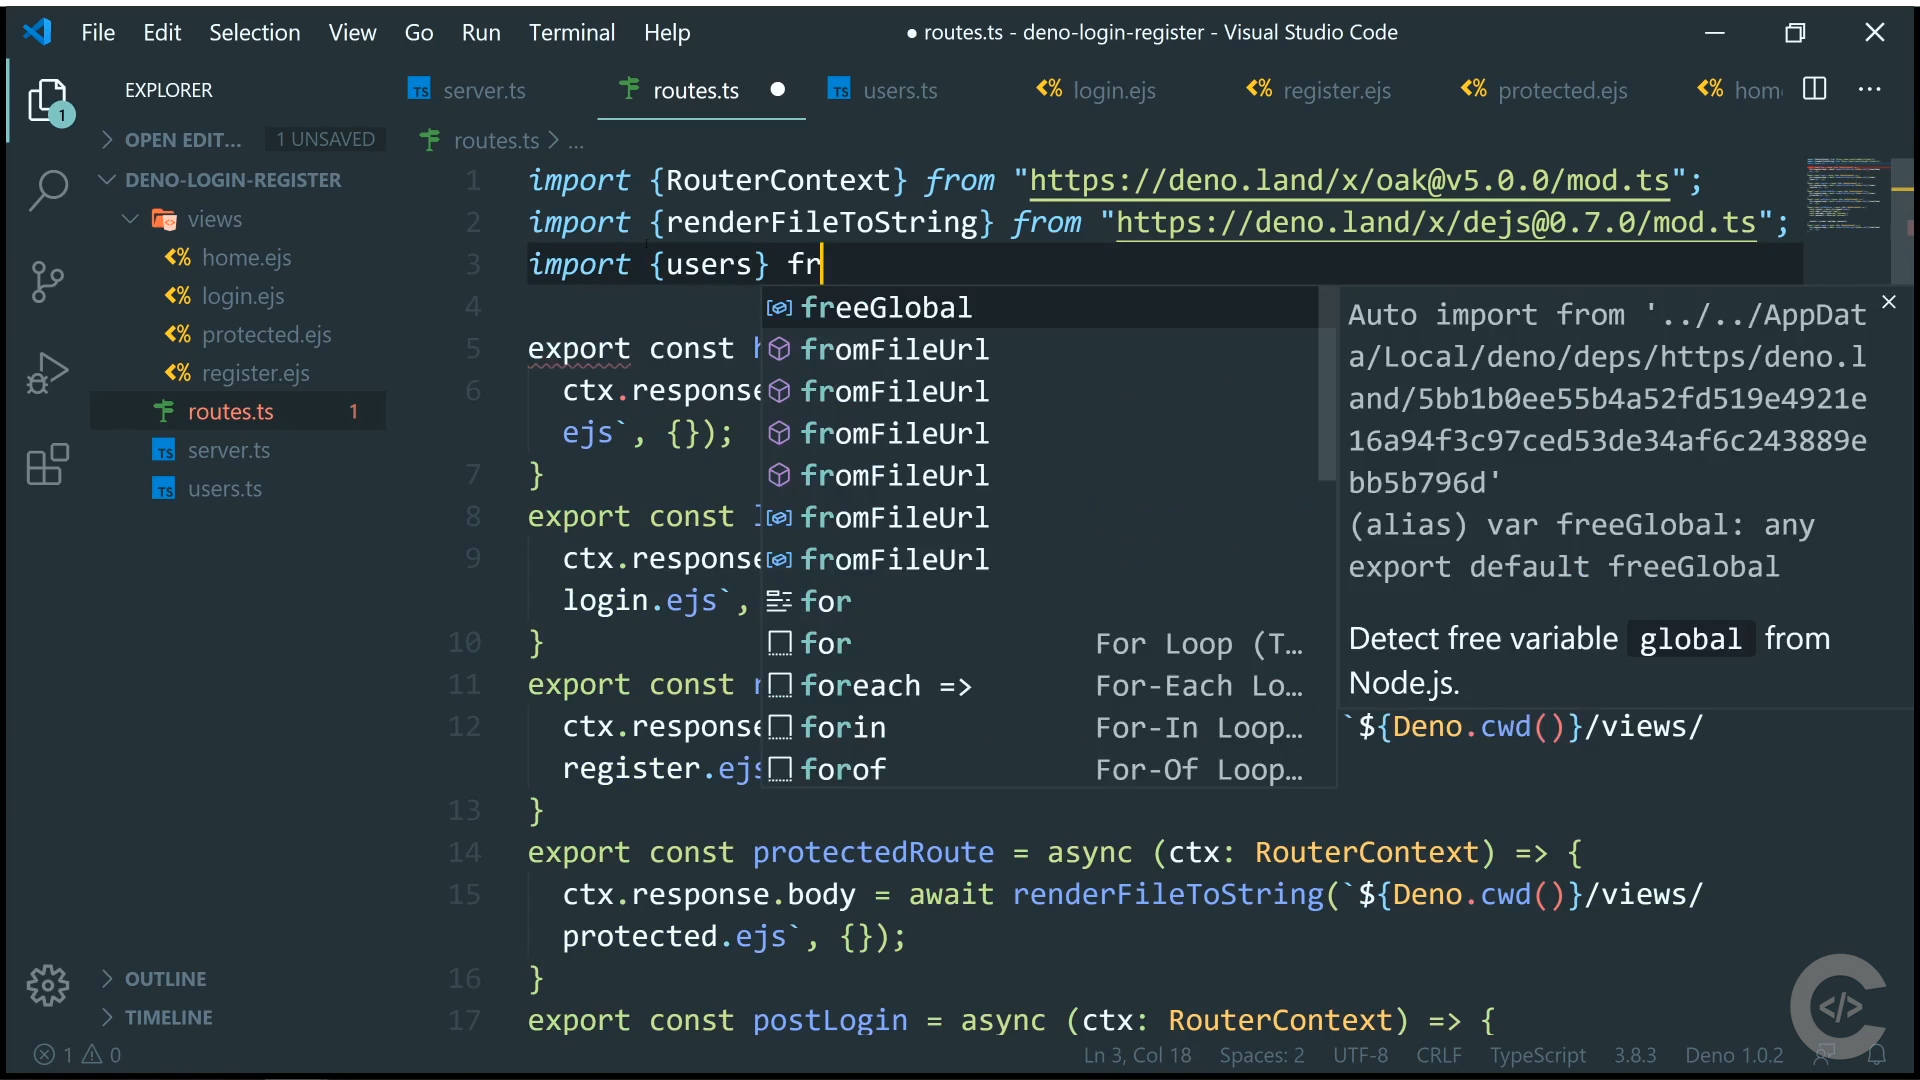 File Edit Selection View Go Run Terminal Help
● routes.ts - deno-login-register - Visual Studio Code
EXPLORER
1
OPEN EDIT... 1 UNSAVED
DENO-LOGIN-REGISTER
views
home.ejs
login.ejs
protected.ejs
register.ejs
routes.ts 1
TS server.ts
TS users.ts
OUTLINE
TIMELINE
TS server.ts routes.ts ● TS users.ts login.ejs register.ejs protected.ejs hom
routes.ts > ...
1 import {RouterContext} from "https://deno.land/x/oak@v5.0.0/mod.ts";
2 import {renderFileToString} from "https://deno.land/x/dejs@0.7.0/mod.ts";
3 import {users} fr
4
5 export const
6 ctx.response
ejs`, {});
7 }
8 export const
9 ctx.response
login.ejs`,
10 }
11 export const
12 ctx.response `${Deno.cwd()}/views/
register.ejs
13 }
14 export const protectedRoute = async (ctx: RouterContext) => {
15 ctx.response.body = await renderFileToString(`${Deno.cwd()}/views/
protected.ejs`, {});
16 }
17 export const postLogin = async (ctx: RouterContext) => {
freeGlobal
fromFileUrl
fromFileUrl
fromFileUrl
fromFileUrl
fromFileUrl
fromFileUrl
for
for For Loop (T...
foreach => For-Each Lo...
forin For-In Loop...
forof For-Of Loop...
Auto import from '../../AppDat
a/Local/deno/deps/https/deno.l
and/5bb1b0ee55b4a52fd519e4921e
16a94f3c97ced53de34af6c243889e
bb5b796d'
(alias) var freeGlobal: any
export default freeGlobal
Detect free variable global from
Node.js.
1 0
Ln 3, Col 18 Spaces: 2 UTF-8 CRLF TypeScript 3.8.3 Deno 1.0.2